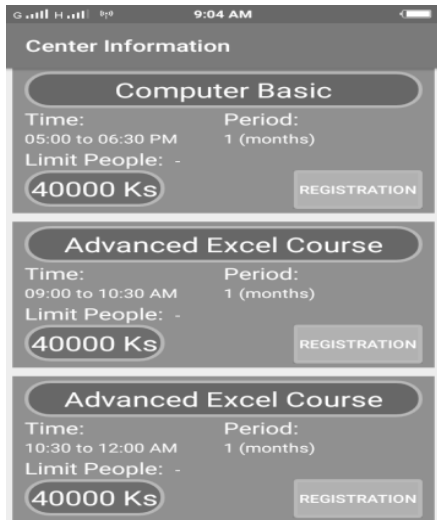 G H 9:04 AM
Center Information
Computer Basic
Time: Period:
05:00 to 06:30 PM 1 (months)
Limit People: -
40000 Ks REGISTRATION
Advanced Excel Course
Time: Period:
09:00 to 10:30 AM 1 (months)
Limit People: -
40000 Ks REGISTRATION
Advanced Excel Course
Time: Period:
10:30 to 12:00 AM 1 (months)
Limit People: -
40000 Ks REGISTRATION